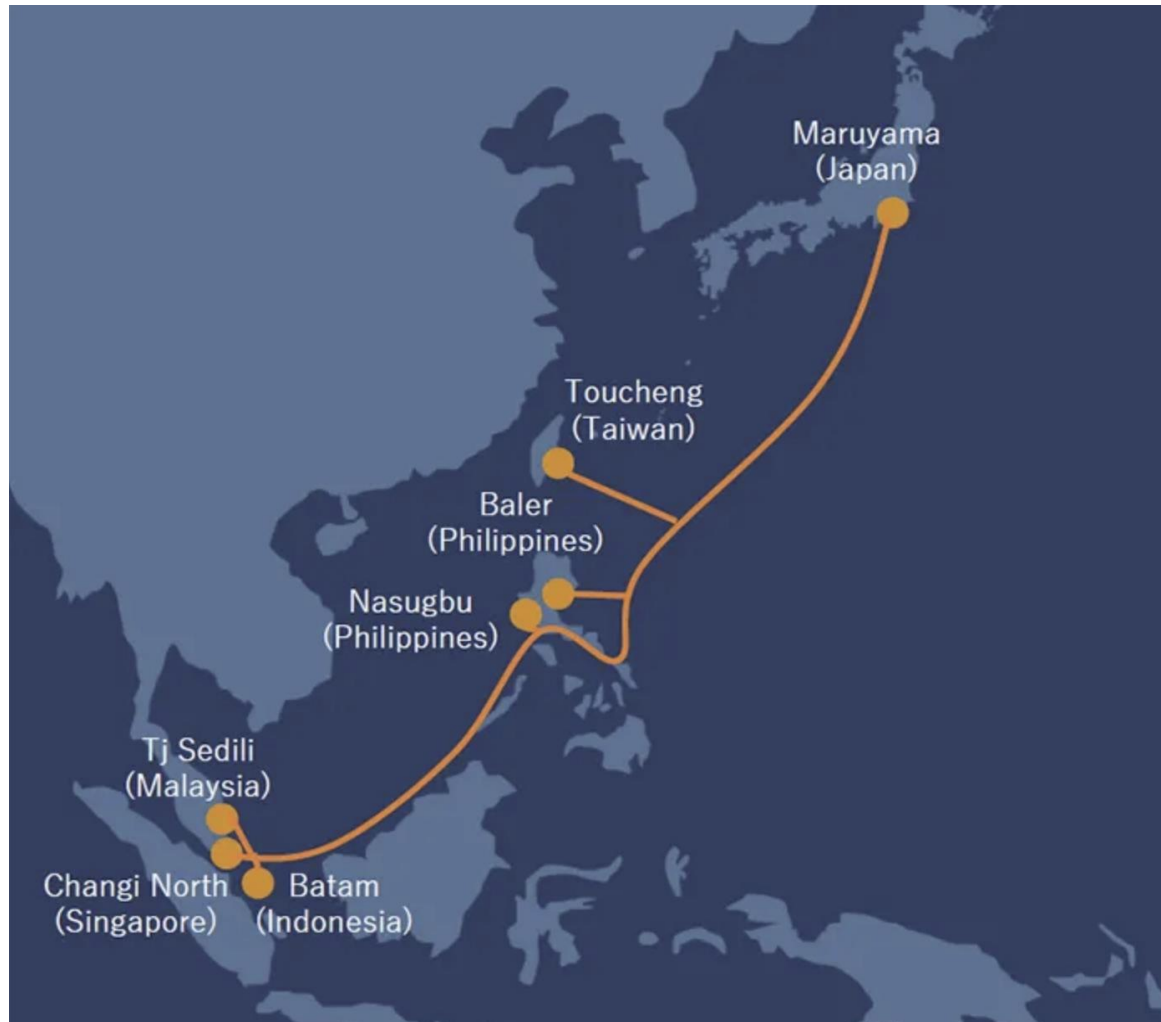 Maruyama
(Japan)
Toucheng
(Taiwan)
Baler
(Philippines)
Nasugbu
(Philippines)
Tj Sedili
(Malaysia)
Changi North
(Singapore)
Batam
(Indonesia)